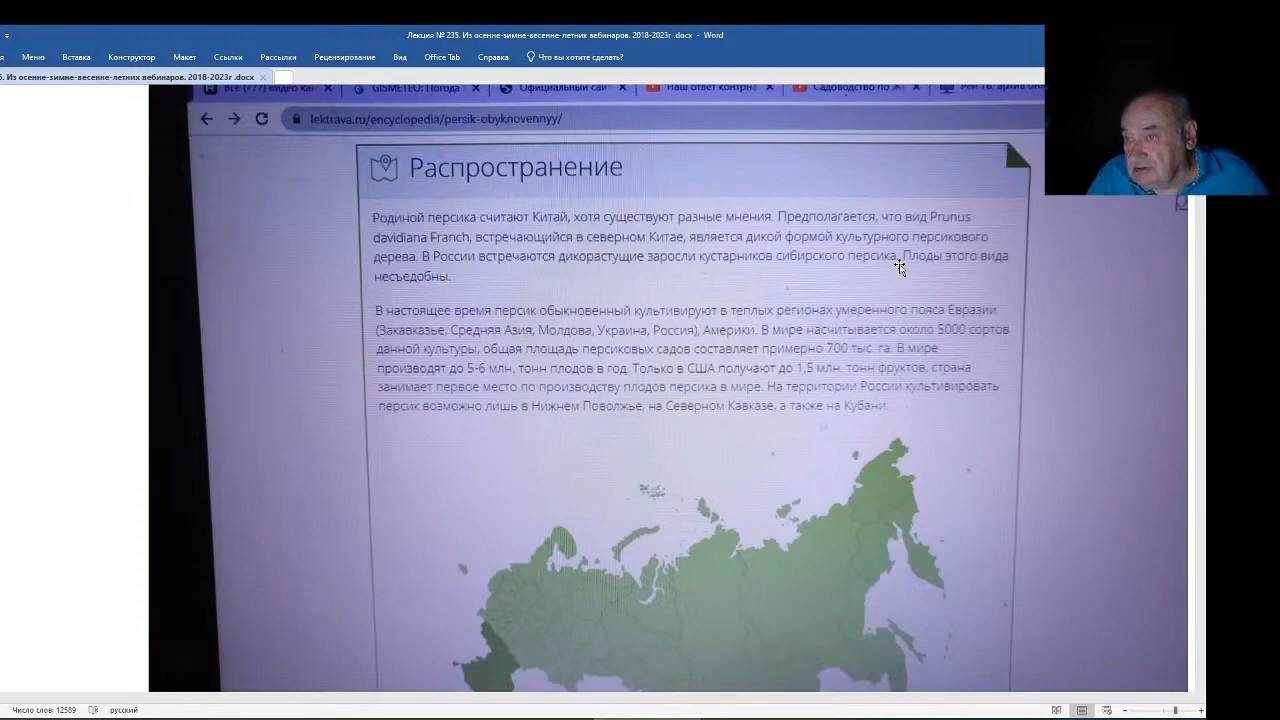 Лекция № 235. Из осенне-зимне-весенне-летних вебинаров. 2018-2023г .docx - Word
Меню Вставка Конструктор Макет Ссылки Рассылки Рецензирование Вид Office Tab Справка Что вы хотите сделать?
5. Из осенне-зимне-весенне-летних вебинаров. 2018-2023г .docx
GISMETEO: Погода Официальный сай Наш ответ контрн Садоводство по
lektrava.ru/encyclopedia/persik-obyknovennyy/
Распространение
Родиной персика считают Китай, хотя существуют разные мнения. Предполагается, что вид Prunus
davidiana Franch, встречающийся в северном Китае, является дикой формой культурного персикового
дерева. В России встречаются дикорастущие заросли кустарников сибирского персика. Плоды этого вида
несъедобны.
В настоящее время персик обыкновенный культивируют в теплых регионах умеренного пояса Евразии
(Закавказье, Средняя Азия, Молдова, Украина, Россия), Америки. В мире насчитывается около 5000 сортов
данной культуры, общая площадь персиковых садов составляет примерно 700 тыс. га. В мире
производят до 5-6 млн. тонн плодов в год. Только в США получают до 1,5 млн. тонн фруктов, страна
занимает первое место по производству плодов персика в мире. На территории России культивировать
персик возможно лишь в Нижнем Поволжье, на Северном Кавказе, а также на Кубани.
Число слов: 12589 русский